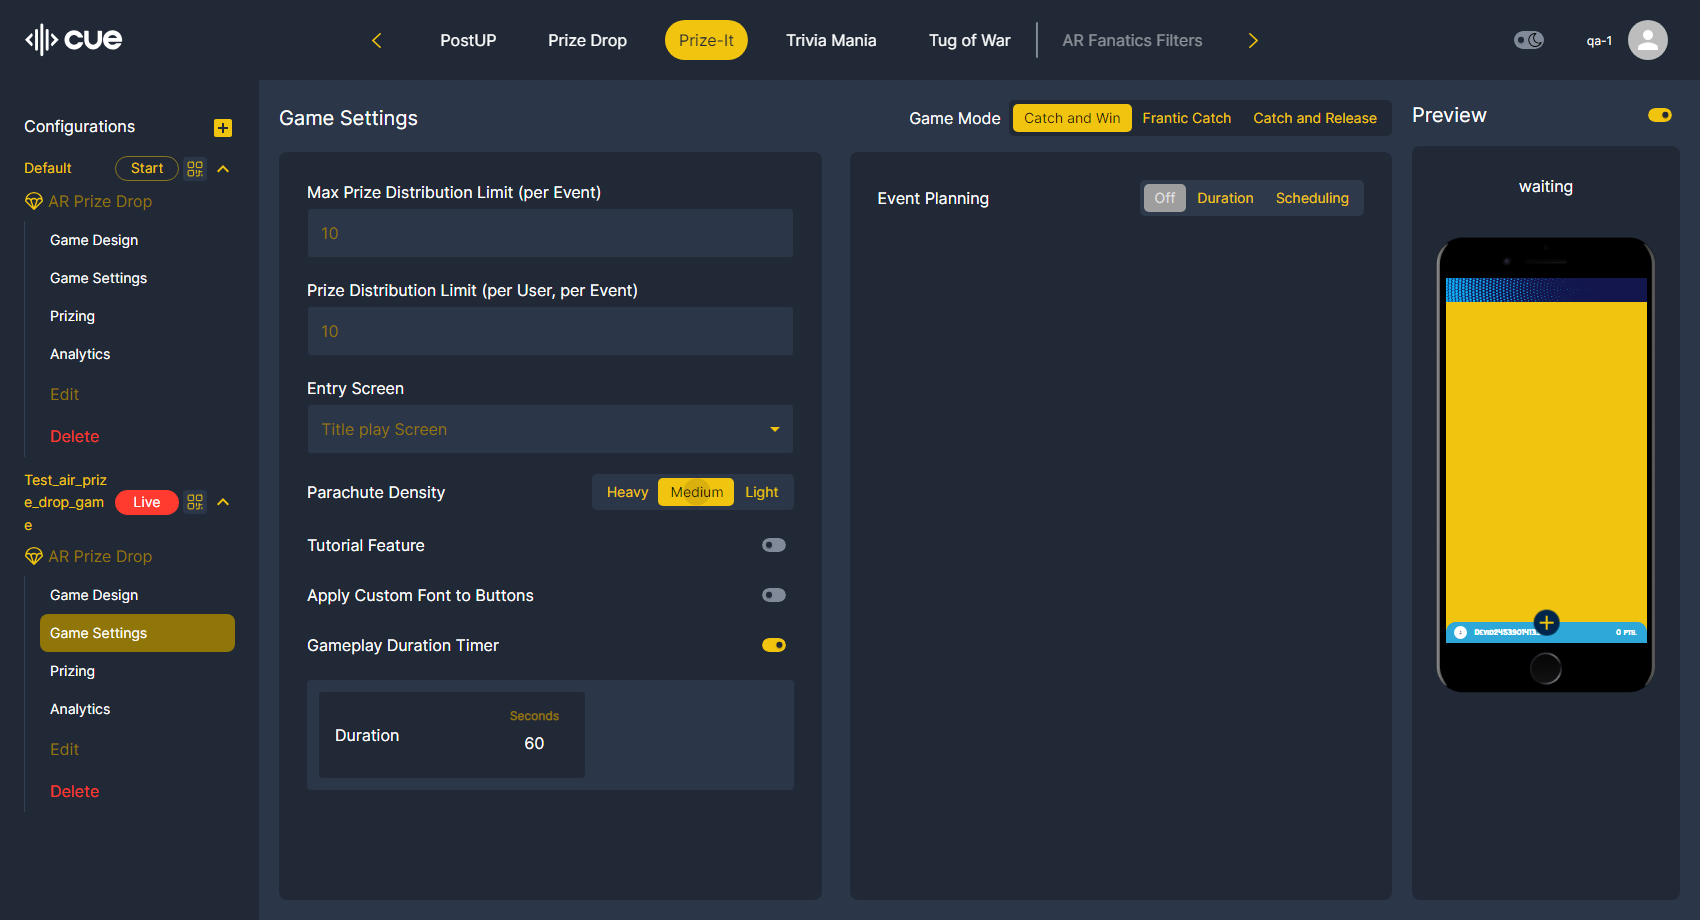 cue
PostUP
Prize Drop
Prize-It
Trivia Mania
Tug of War
AR Fanatics Filters
qa-1
Configurations
Default
Start
AR Prize Drop
Game Design
Game Settings
Prizing
Analytics
Edit
Delete
Test_air_priz
e_drop_gam
e
Live
AR Prize Drop
Game Design
Game Settings
Prizing
Analytics
Edit
Delete
Game Settings
Game Mode
Catch and Win
Frantic Catch
Catch and Release
Max Prize Distribution Limit (per Event)
10
Prize Distribution Limit (per User, per Event)
10
Entry Screen
Title play Screen
Parachute Density
Heavy
Medium
Light
Tutorial Feature
Apply Custom Font to Buttons
Gameplay Duration Timer
Duration
Seconds
60
Event Planning
Off
Duration
Scheduling
Preview
waiting
0 PTS.